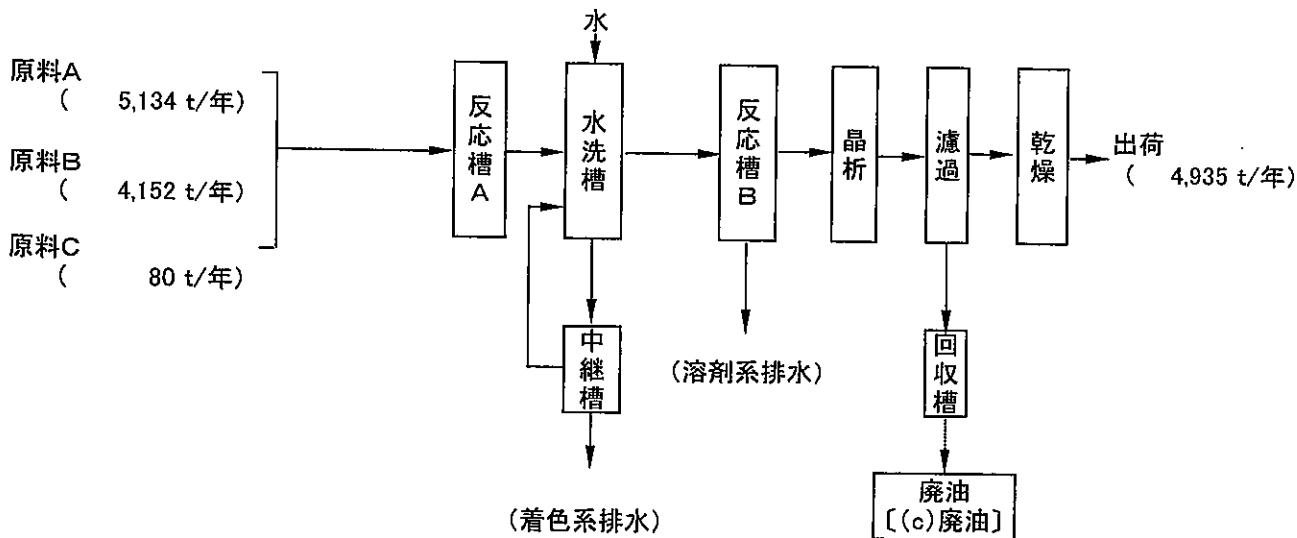 水
原料A
( 5,134 t/年)
原料B
( 4,152 t/年)
原料C
( 80 t/年)
反応槽A
水洗槽
反応槽B
晶析
濾過
乾燥
出荷
( 4,935 t/年)
中継槽
(溶剤系排水)
回収槽
(着色系排水)
廃油
〔(c)廃油〕